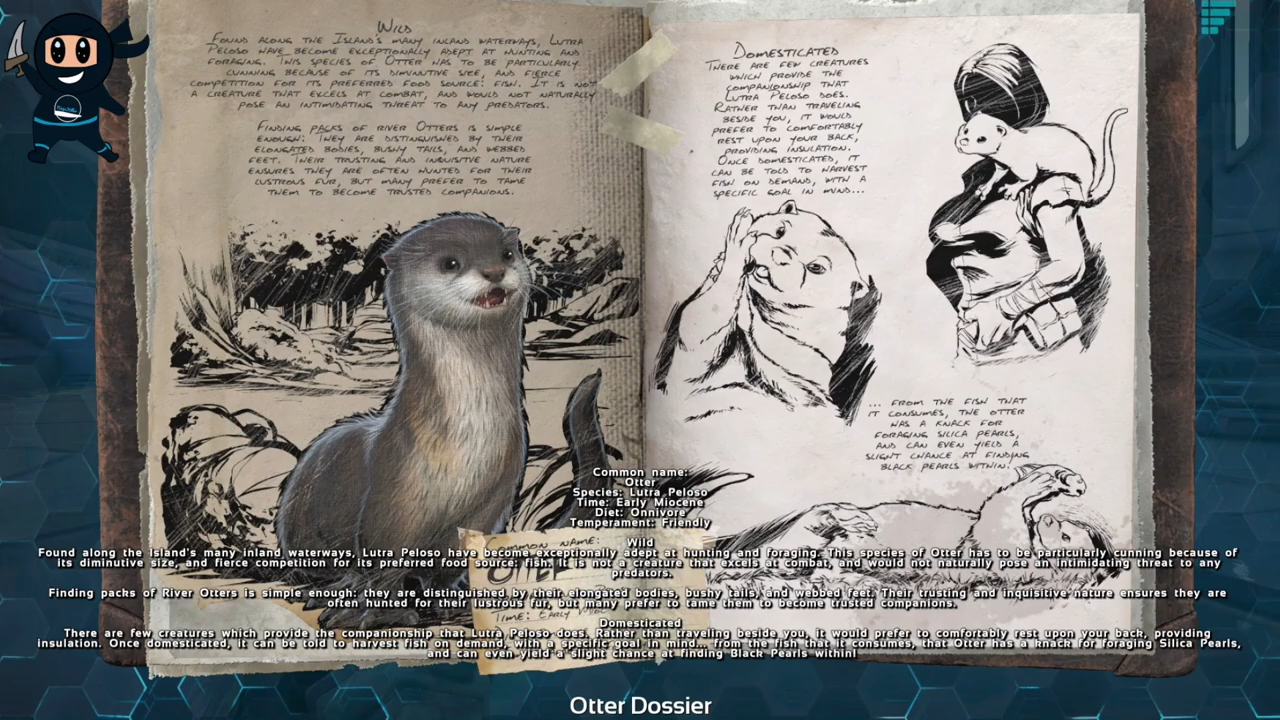 Wild
Found along the Island's many inland waterways, Lutra
Peloso have become exceptionally adept at hunting and
foraging. This species of Otter has to be particularly
cunning because of its diminutive size, and fierce
competition for its preferred food source: fish. It is not
a creature that excels at combat, and would not naturally
pose an intimidating threat to any predators.
Finding packs of river Otters is simple
enough: they are distinguished by their
elongated bodies, bushy tails, and webbed
feet. Their trusting and inquisitive nature
ensures they are often hunted for their
lustrous fur, but many prefer to tame
them to become trusted companions.
Domesticated
There are few creatures
which provide the
companionship that
Lutra Peloso does.
Rather than traveling
beside you, it would
prefer to comfortably
rest upon your back,
providing insulation.
Once domesticated, it
can be told to harvest
fish on demand, with a
specific goal in mind...
... from the fish that
it consumes, the otter
has a knack for
foraging silica pearls,
and can even yield a
slight chance at finding
black pearls within.
Common name:
Otter
Species: Lutra Peloso
Time: Early Miocene
Diet: Omnivore
Temperament: Friendly
Common name:
Otter
Time: Early
Wild
Found along the Island's many inland waterways, Lutra Peloso have become exceptionally adept at hunting and foraging. This species of Otter has to be particularly cunning because of
its diminutive size, and fierce competition for its preferred food source: fish. It is not a creature that excels at combat, and would not naturally pose an intimidating threat to any
predators.
Finding packs of River Otters is simple enough: they are distinguished by their elongated bodies, bushy tails, and webbed feet. Their trusting and inquisitive nature ensures they are
often hunted for their lustrous fur, but many prefer to tame them to become trusted companions.
Domesticated
There are few creatures which provide the companionship that Lutra Peloso does. Rather than traveling beside you, it would prefer to comfortably rest upon your back, providing
insulation. Once domesticated, it can be told to harvest fish on demand, with a specific goal in mind... from the fish that it consumes, that Otter has a knack for foraging Silica Pearls,
and can even yield a slight chance at finding Black Pearls within!
Otter Dossier